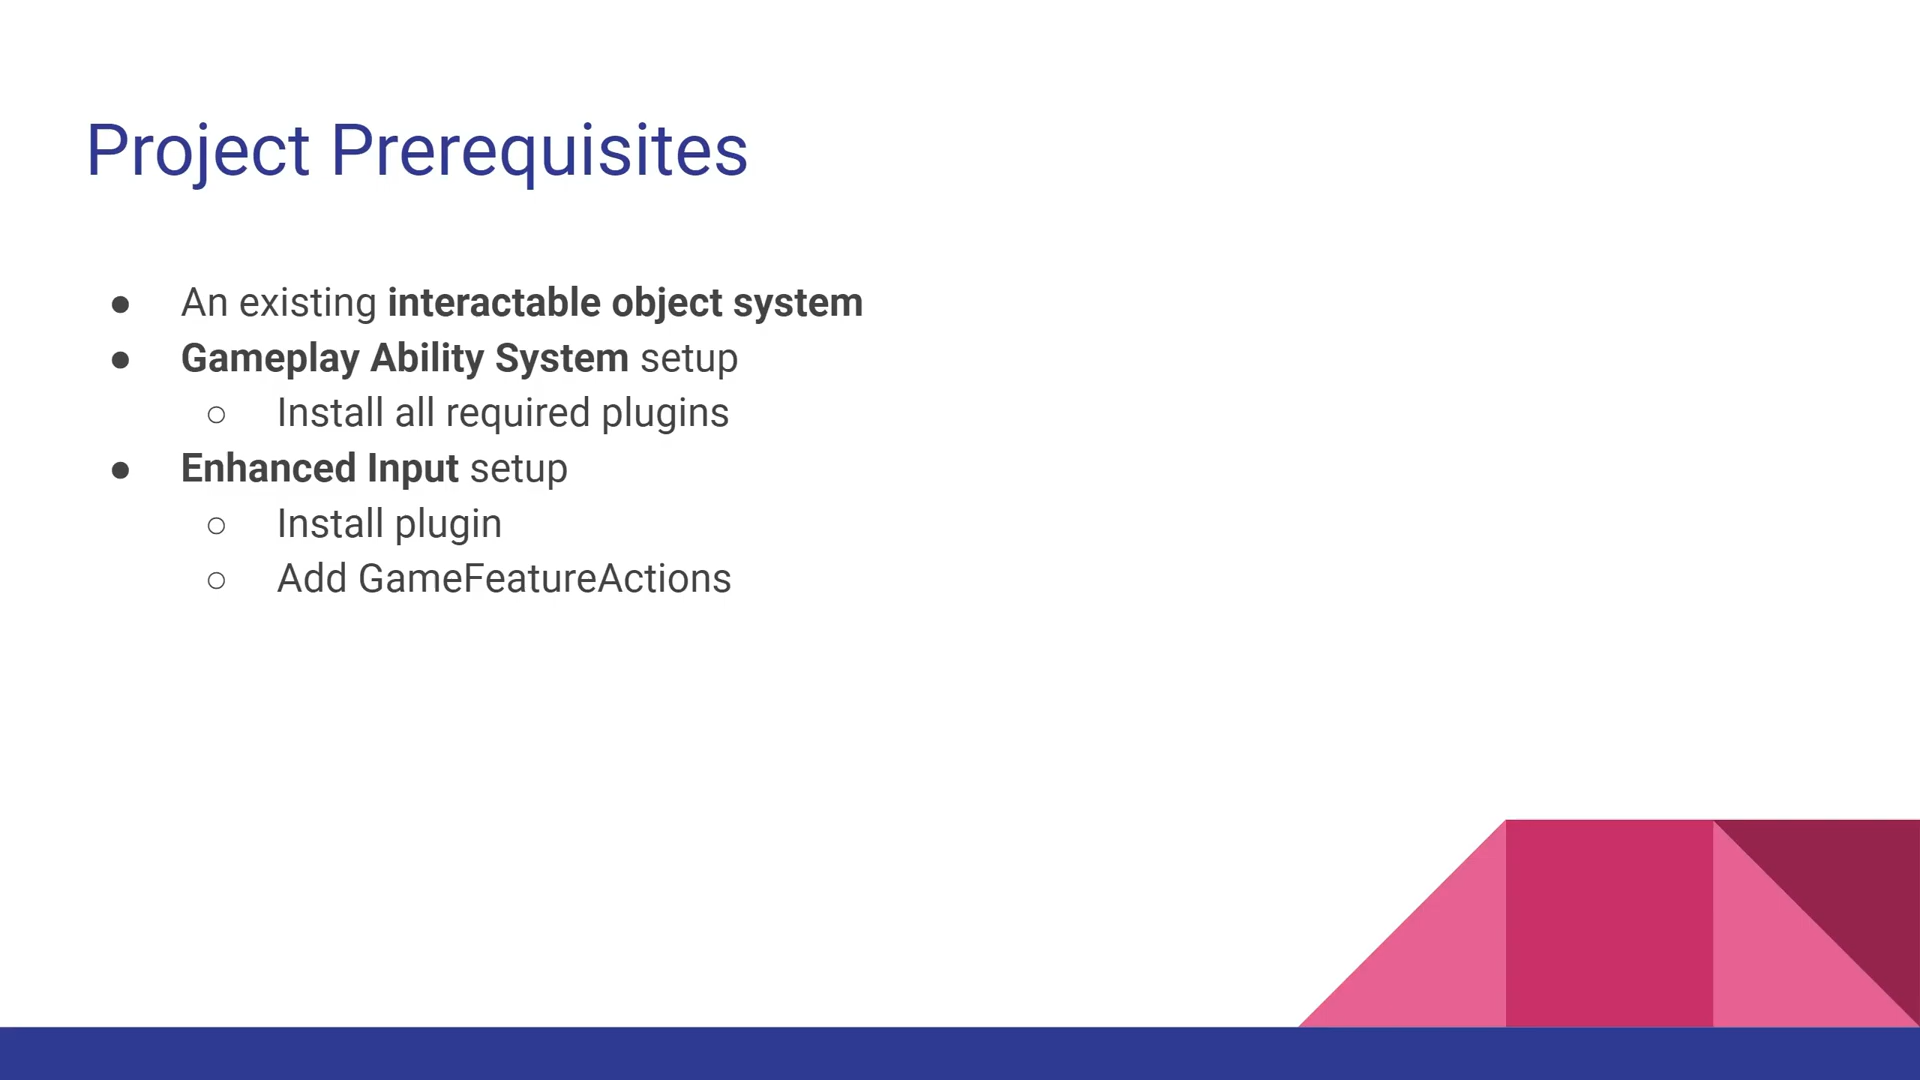 Project Prerequisites
● An existing interactable object system
● Gameplay Ability System setup
○ Install all required plugins
● Enhanced Input setup
○ Install plugin
○ Add GameFeatureActions